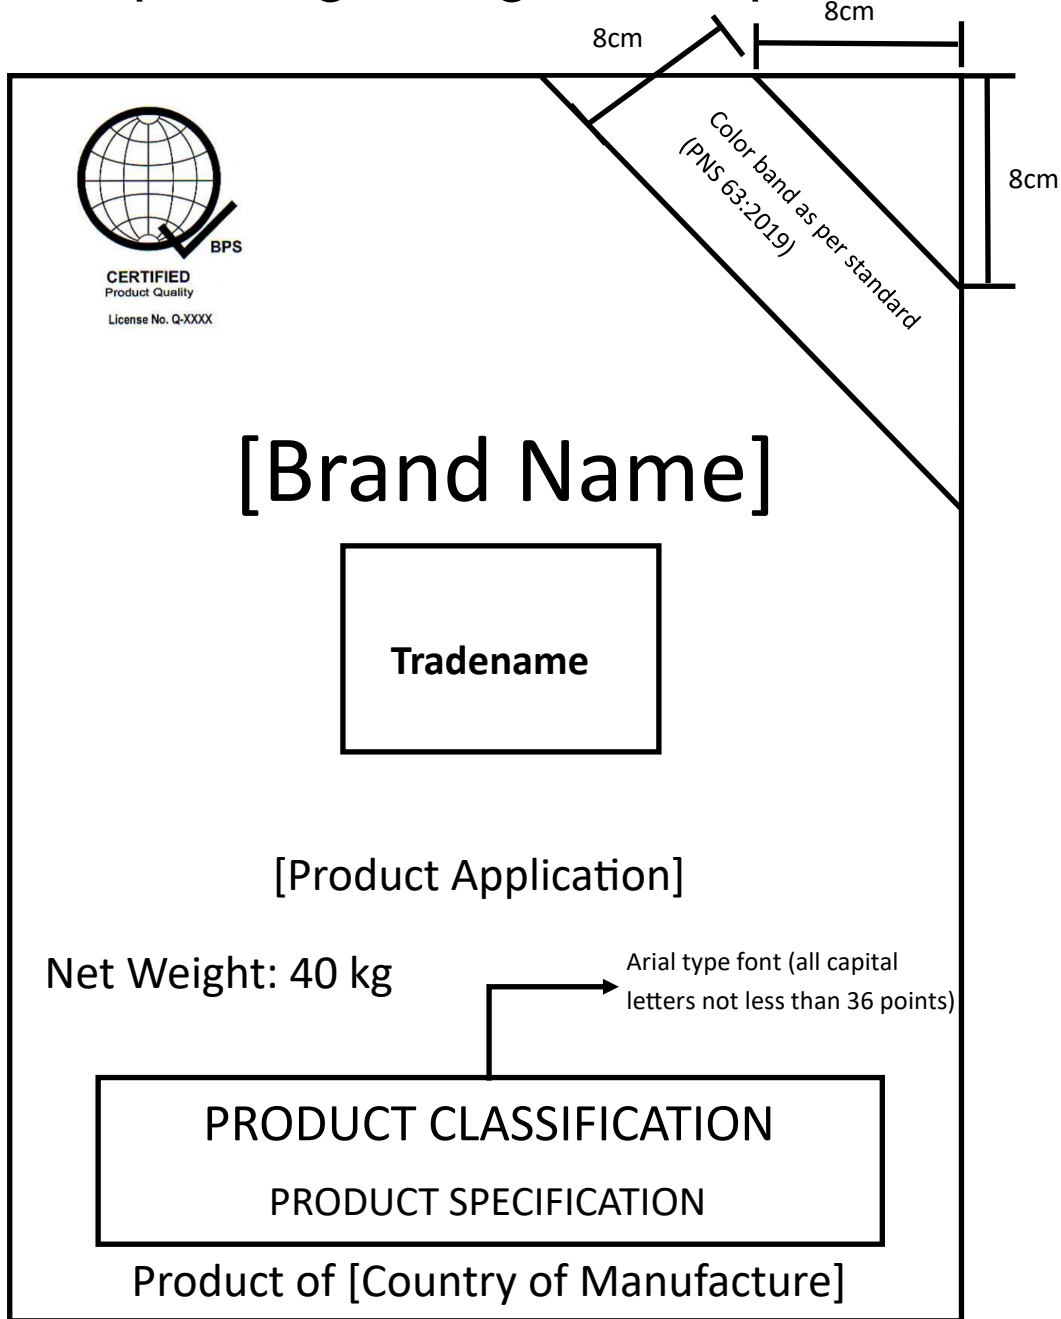 8cm
8cm
8cm
Color band as per standard
(PNS 63:2019)
BPS
CERTIFIED
Product Quality
License No. Q-XXXX
[Brand Name]
Tradename
[Product Application]
Net Weight: 40 kg
Arial type font (all capital
letters not less than 36 points)
PRODUCT CLASSIFICATION
PRODUCT SPECIFICATION
Product of [Country of Manufacture]